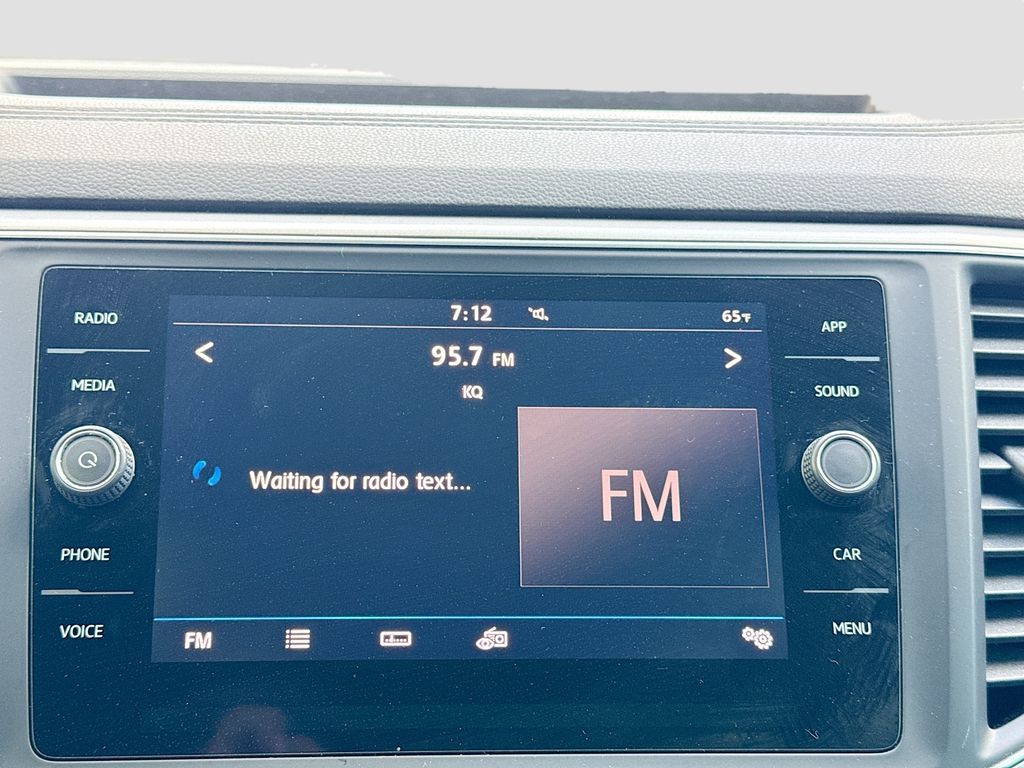 RADIO
MEDIA
PHONE
VOICE
7:12
65°F
< 95.7 FM >
KQ
Waiting for radio text...
FM
FM
APP
SOUND
CAR
MENU